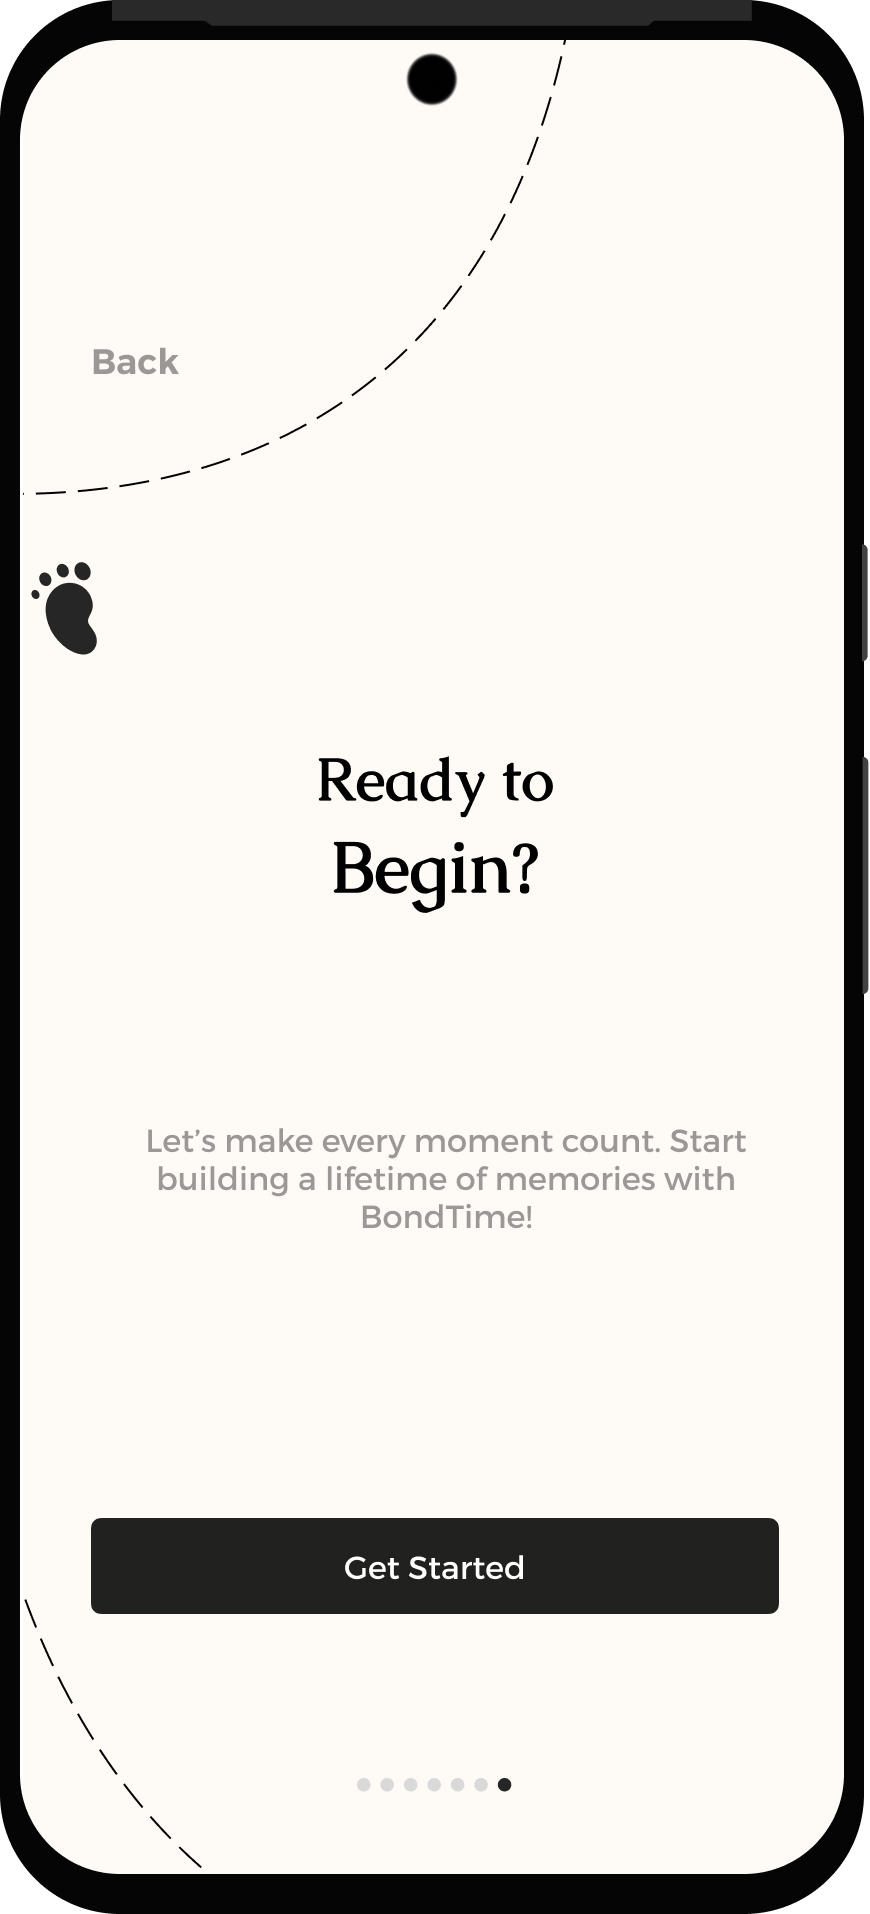 Back
Ready to
Begin?
Let’s make every moment count. Start
building a lifetime of memories with
BondTime!
Get Started